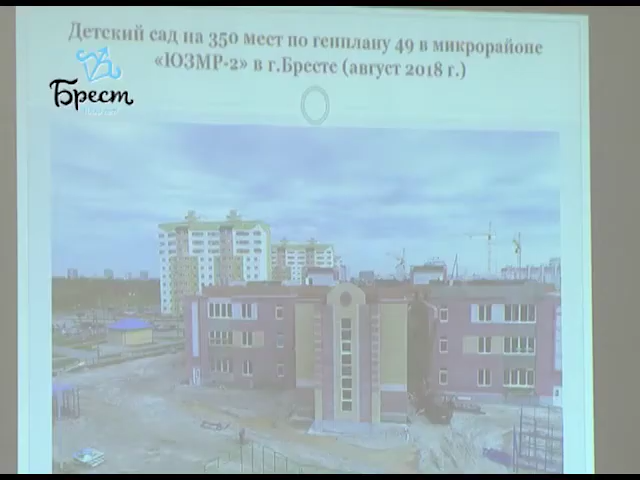 Детский сад на 350 мест по генплану 49 в микрорайоне
«ЮЗМР-2» в г.Бресте (август 2018 г.)
Брест